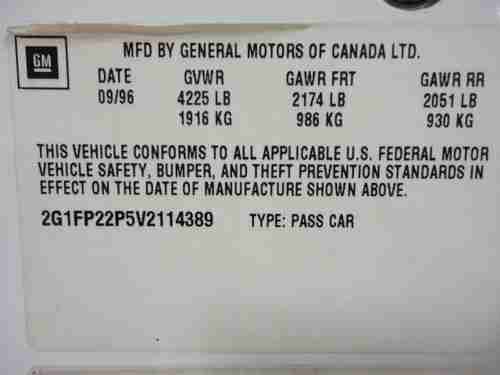 GM
MFD BY GENERAL MOTORS OF CANADA LTD.
DATE GVWR GAWR FRT GAWR RR
09/96 4225 LB 2174 LB 2051 LB
1916 KG 986 KG 930 KG
THIS VEHICLE CONFORMS TO ALL APPLICABLE U.S. FEDERAL MOTOR
VEHICLE SAFETY, BUMPER, AND THEFT PREVENTION STANDARDS IN
EFFECT ON THE DATE OF MANUFACTURE SHOWN ABOVE.
2G1FP22P5V2114389 TYPE: PASS CAR